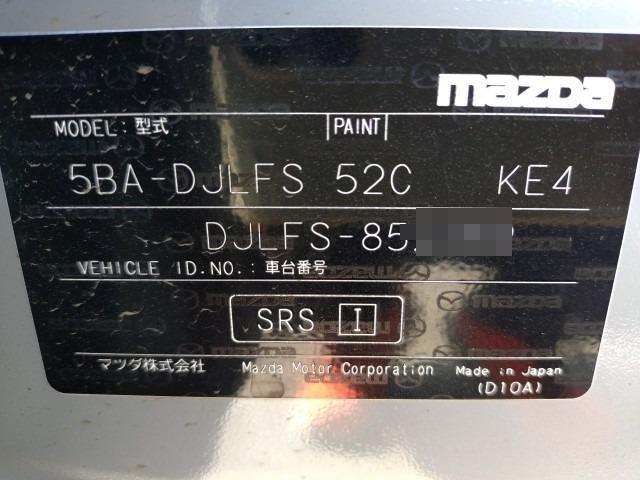 mazda
MODEL: 型式 PAINT
5BA-DJLFS 52C KE4
DJLFS-85
VEHICLE ID.NO.: 車台番号
SRS I
マツダ株式会社 Mazda Motor Corporation Made in Japan
(D10A)